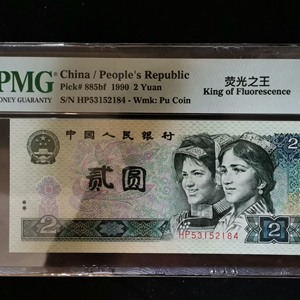 PMG
MONEY GUARANTY
China / People's Republic
Pick# 885bf 1990 2 Yuan
S/N HP53152184 - Wmk: Pu Coin
荧光之王
King of Fluorescence
中国人民银行
贰圆
2
HP53152184
2